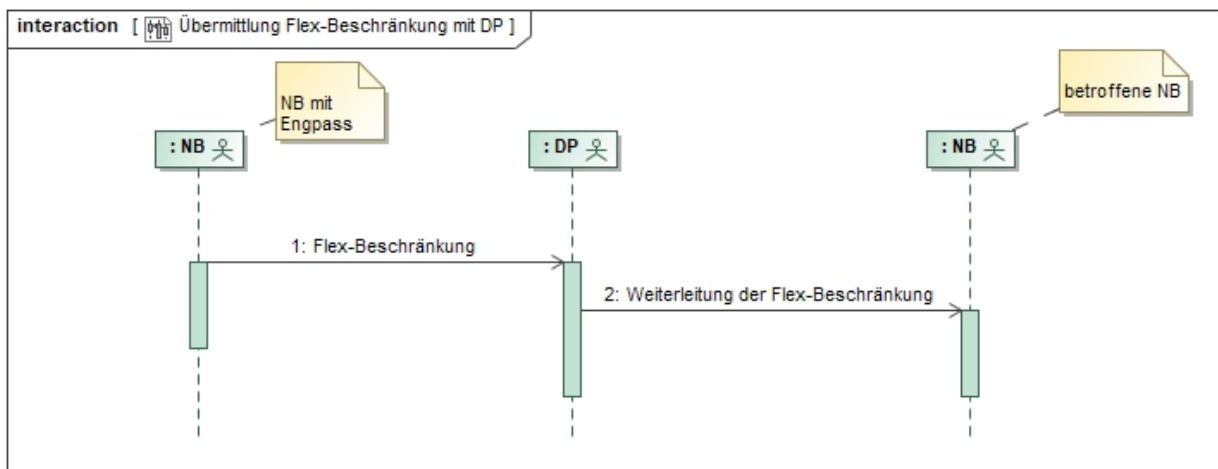 interaction [ Übermittlung Flex-Beschränkung mit DP ]
NB mit
Engpass
betroffene NB
: NB
: DP
: NB
1: Flex-Beschränkung
2: Weiterleitung der Flex-Beschränkung